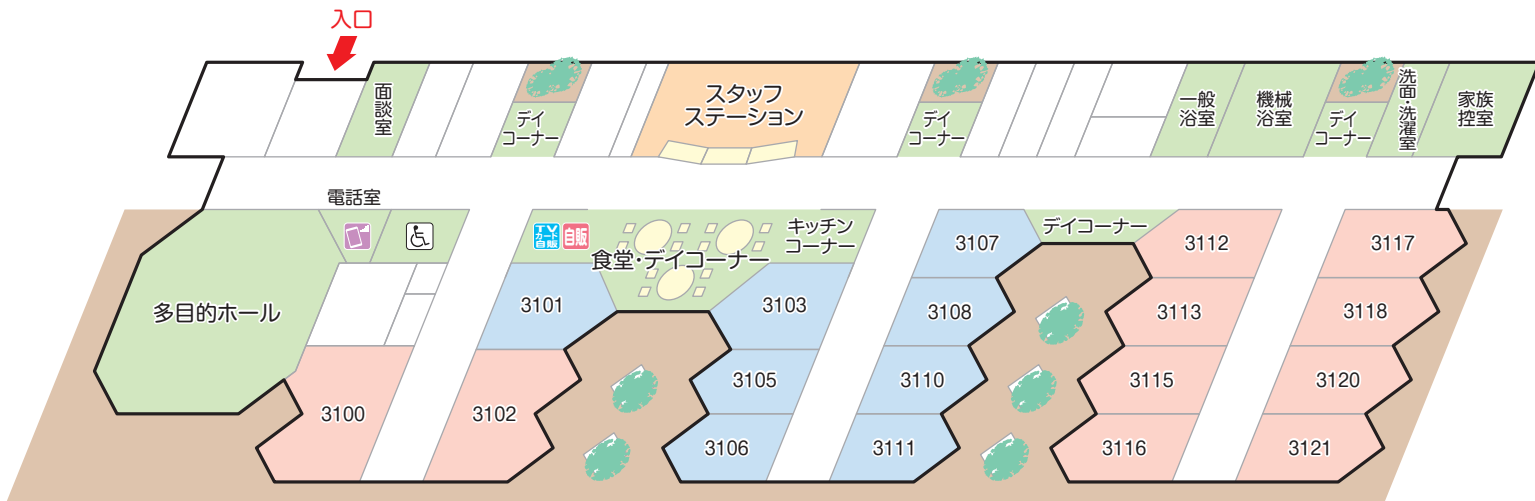 入口
面談室
デイ
コーナー
スタッフ
ステーション
デイ
コーナー
一般
浴室
機械
浴室
デイ
コーナー
洗面・洗濯室
家族
控室
電話室
TV
カード
自販
自販
キッチン
コーナー
食堂・デイコーナー
デイコーナー
多目的ホール
3107
3112
3117
3101
3103
3108
3113
3118
3105
3110
3115
3120
3100
3102
3106
3111
3116
3121